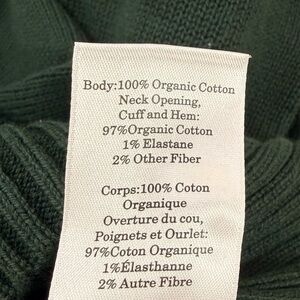 Body:100% Organic Cotton
Neck Opening,
Cuff and Hem:
97%Organic Cotton
1% Elastane
2% Other Fiber
Corps:100% Coton
Organique
Overture du cou,
Poignets et Ourlet:
97%Coton Organique
1%Élasthanne
2% Autre Fibre